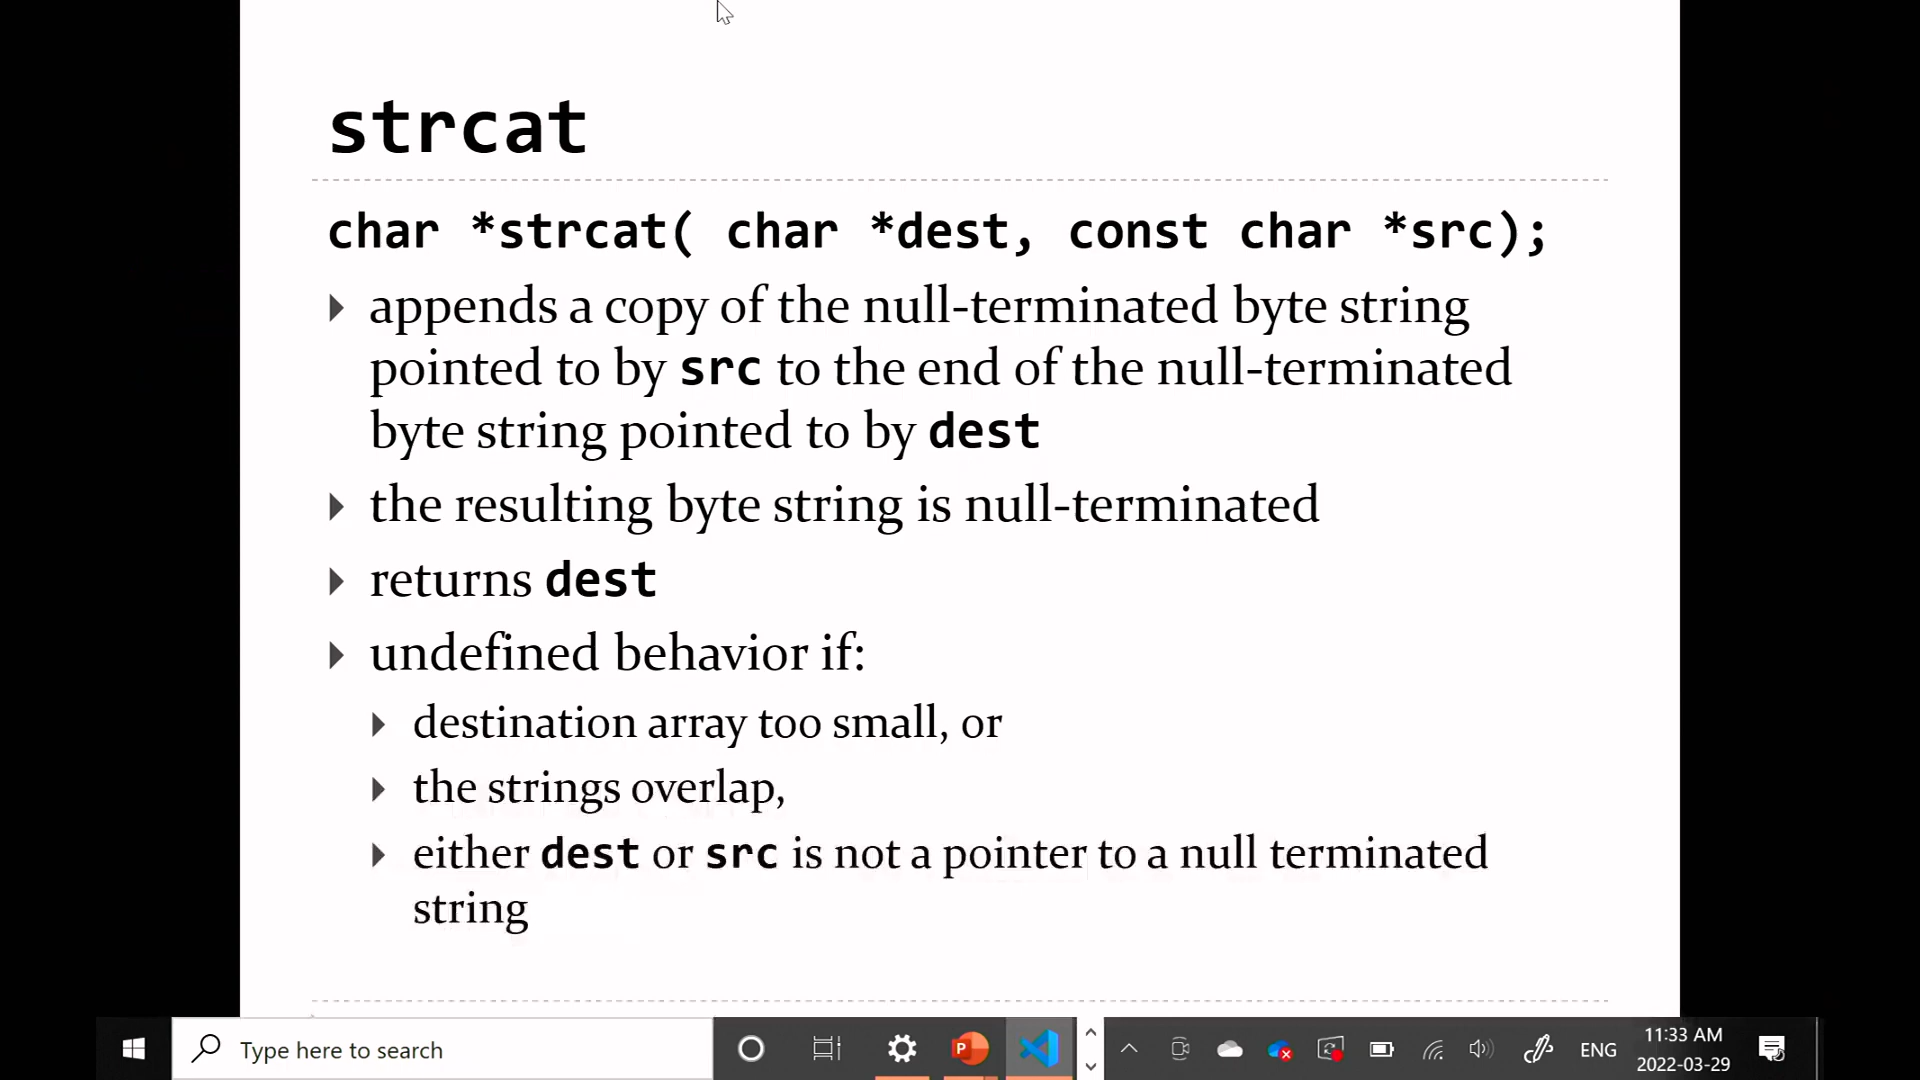 strcat
char *strcat( char *dest, const char *src);
appends a copy of the null-terminated byte string
pointed to by src to the end of the null-terminated
byte string pointed to by dest
the resulting byte string is null-terminated
returns dest
undefined behavior if:
destination array too small, or
the strings overlap,
either dest or src is not a pointer to a null terminated
string
Type here to search
ENG
11:33 AM
2022-03-29